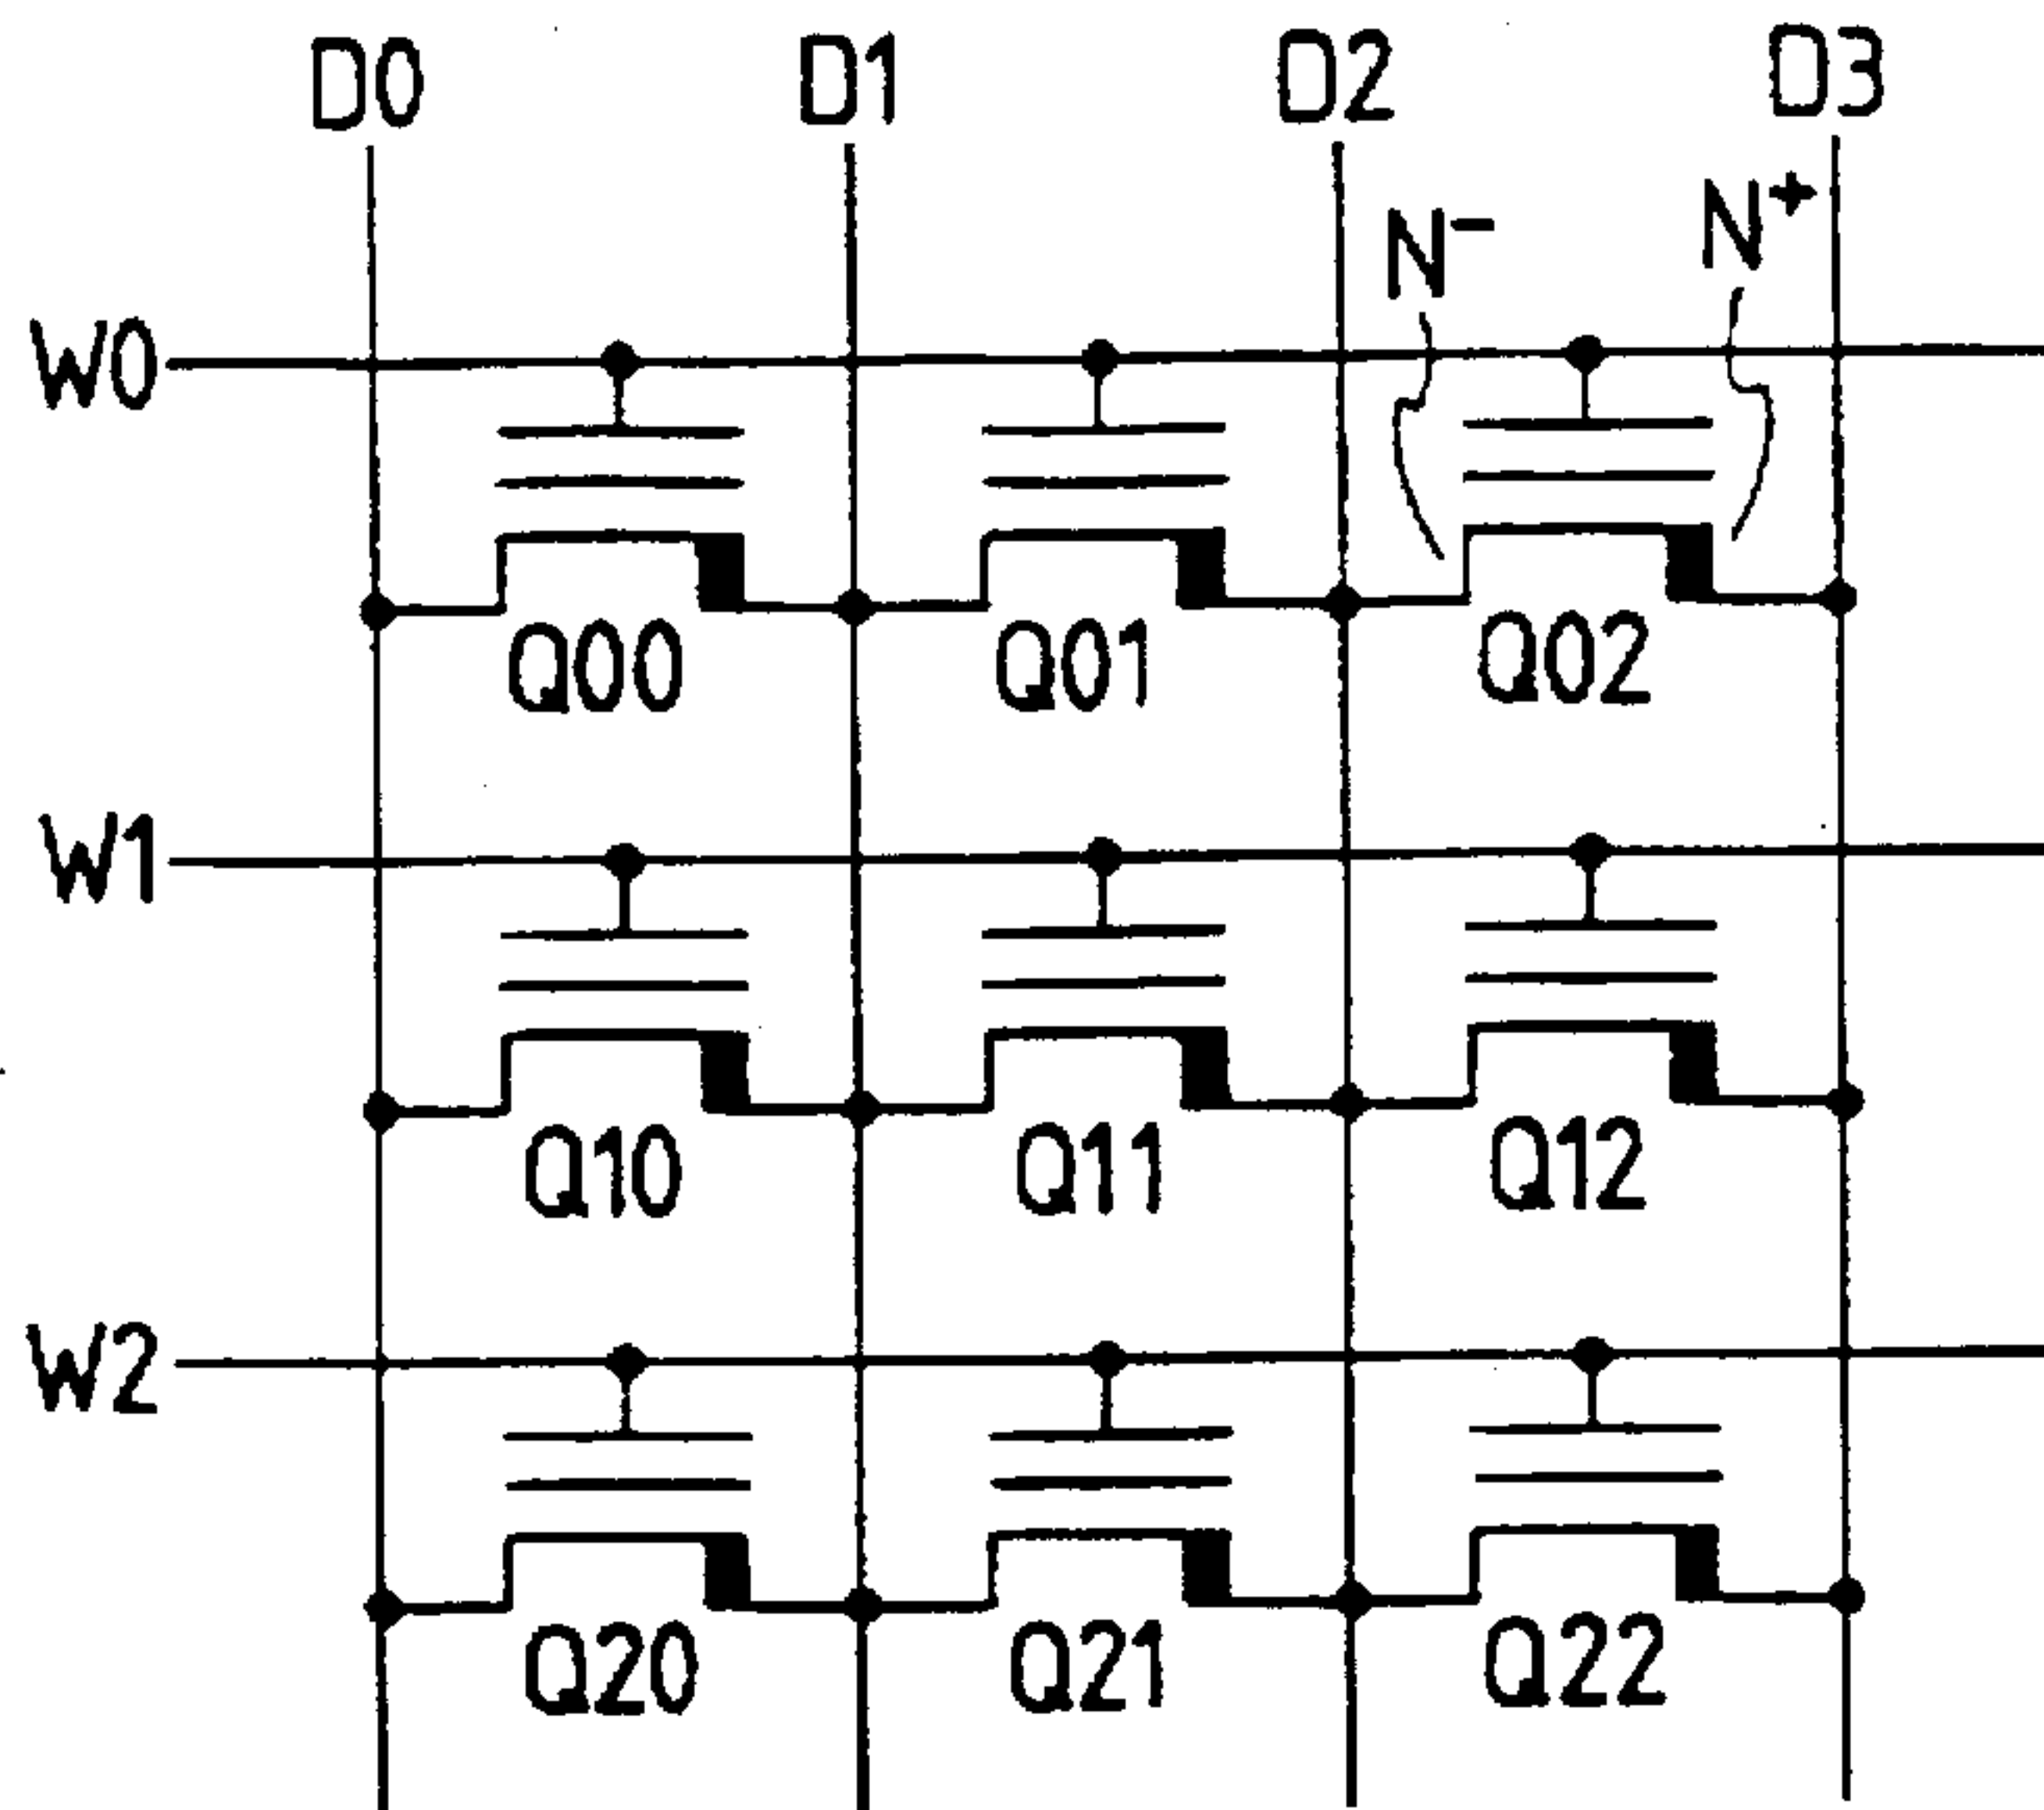 D0 D1 D2 D3
N⁻ N⁺
W0
Q00 Q01 Q02
W1
Q10 Q11 Q12
W2
Q20 Q21 Q22